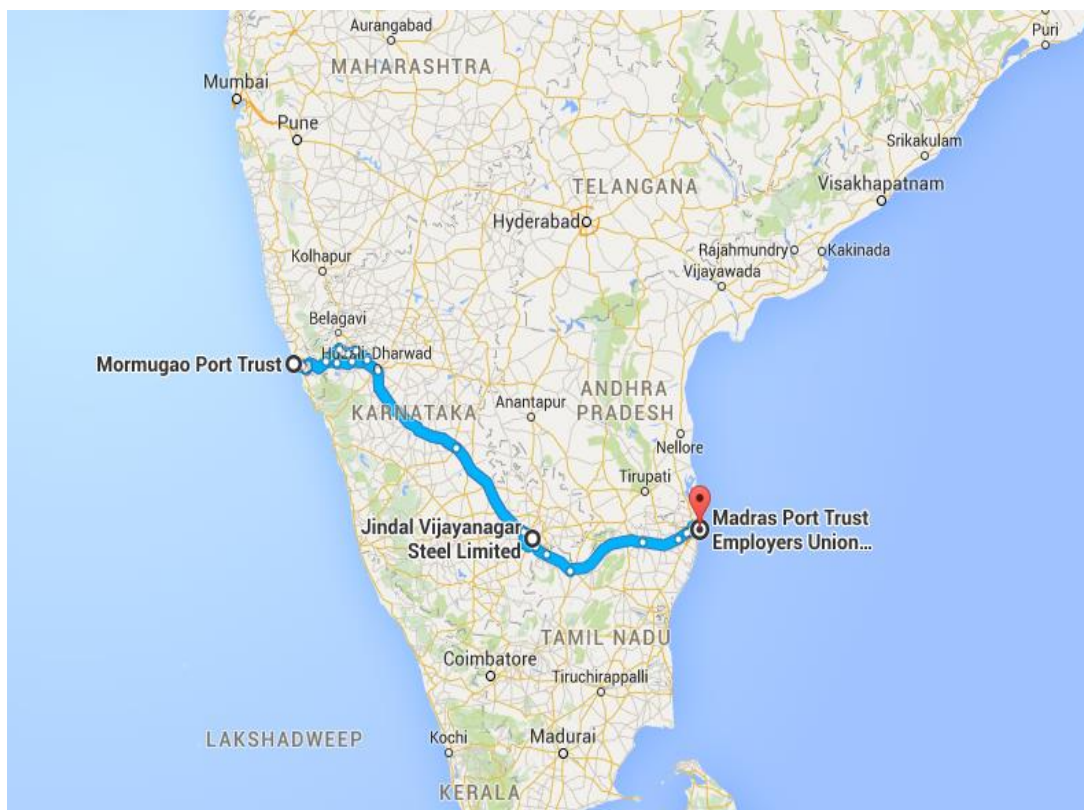 Aurangabad
MAHARASHTRA
Mumbai
Pune
Puri
Srikakulam
TELANGANA
Visakhapatnam
Hyderabad
Rajahmundry
Kakinada
Vijayawada
Kolhapur
Belagavi
Hubli-Dharwad
Mormugao Port Trust
KARNATAKA
Anantapur
ANDHRA
PRADESH
Nellore
Tirupati
Jindal Vijayanagar
Steel Limited
Madras Port Trust
Employers Union...
TAMIL NADU
Coimbatore
Tiruchirappalli
LAKSHADWEEP
Kochi
Madurai
KERALA